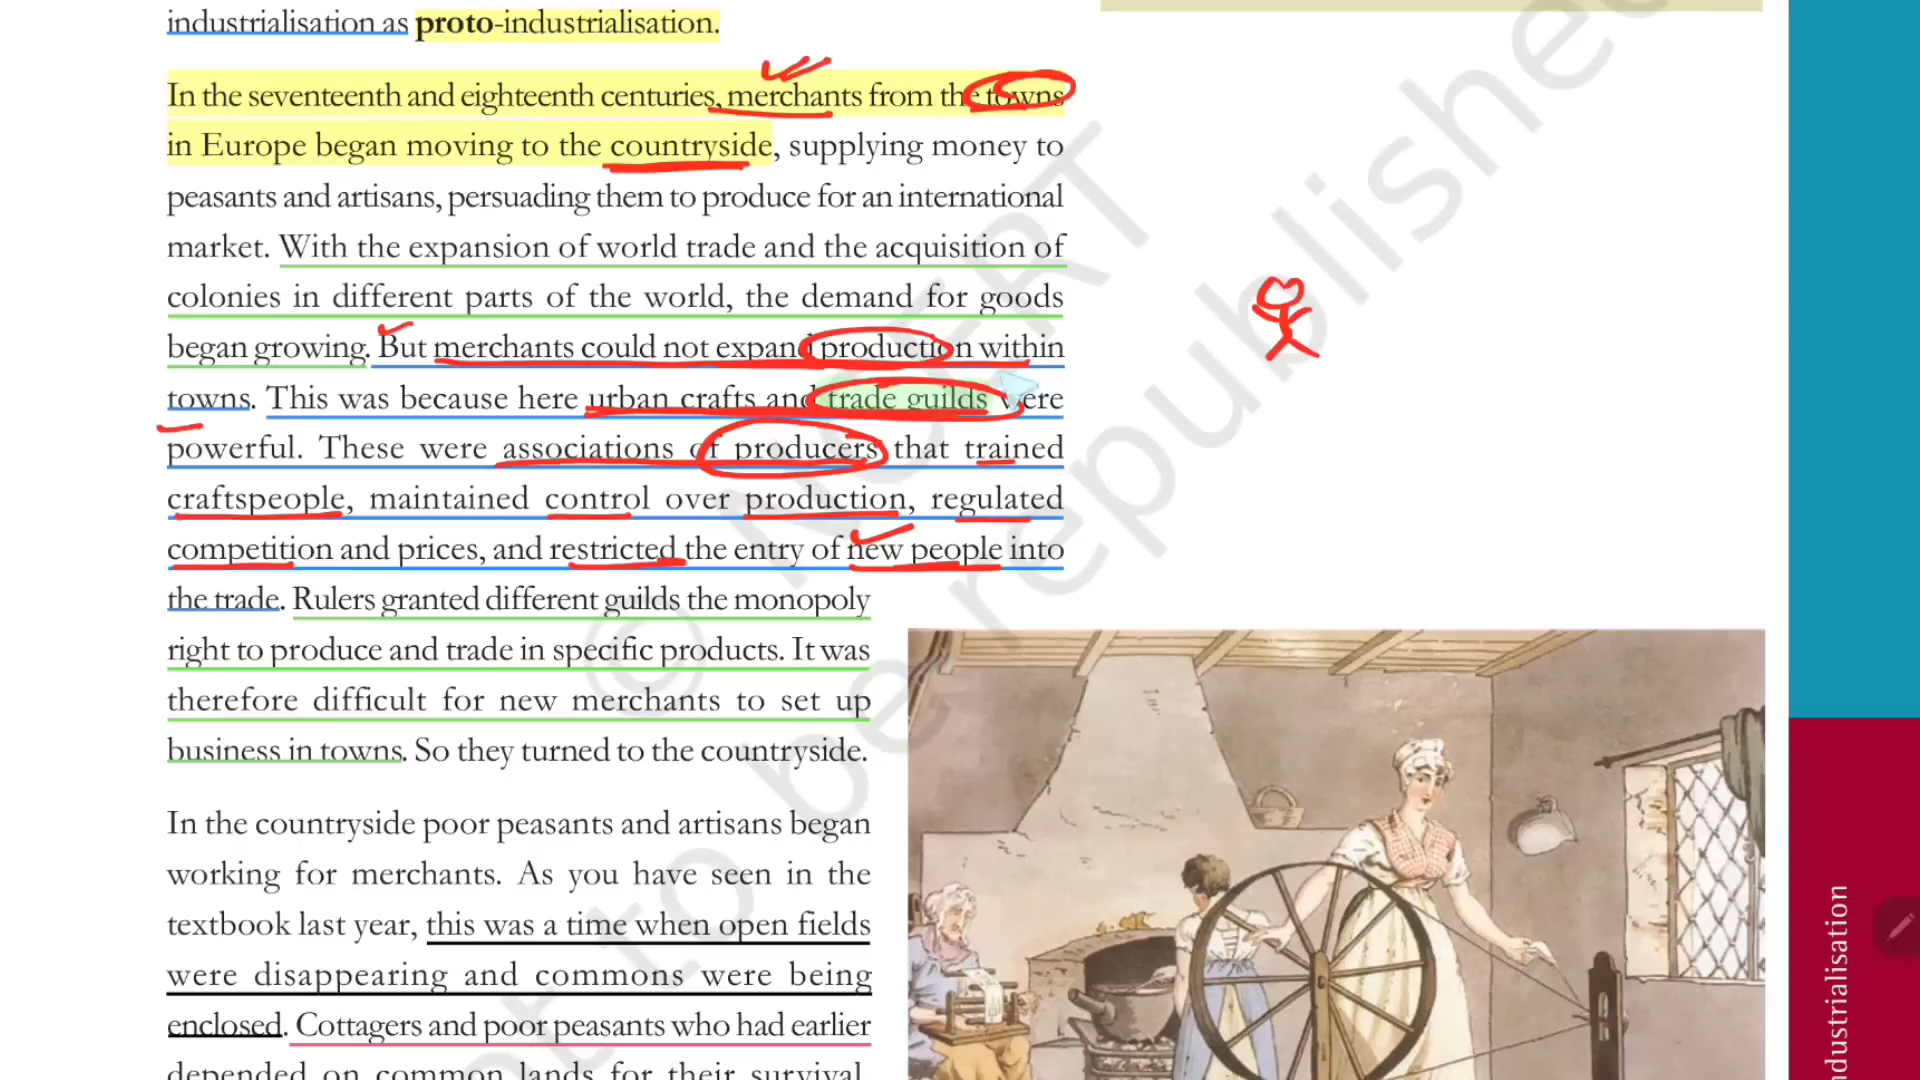 industrialisation as proto-industrialisation.
In the seventeenth and eighteenth centuries, merchants from the towns
in Europe began moving to the countryside, supplying money to
peasants and artisans, persuading them to produce for an international
market. With the expansion of world trade and the acquisition of
colonies in different parts of the world, the demand for goods
began growing. But merchants could not expand production within
towns. This was because here urban crafts and trade guilds were
powerful. These were associations of producers that trained
craftspeople, maintained control over production, regulated
competition and prices, and restricted the entry of new people into
the trade. Rulers granted different guilds the monopoly
right to produce and trade in specific products. It was
therefore difficult for new merchants to set up
business in towns. So they turned to the countryside.
In the countryside poor peasants and artisans began
working for merchants. As you have seen in the
textbook last year, this was a time when open fields
were disappearing and commons were being
enclosed. Cottagers and poor peasants who had earlier
depended on common lands for their survival,
© NCERT
be republished
ndustrialisation